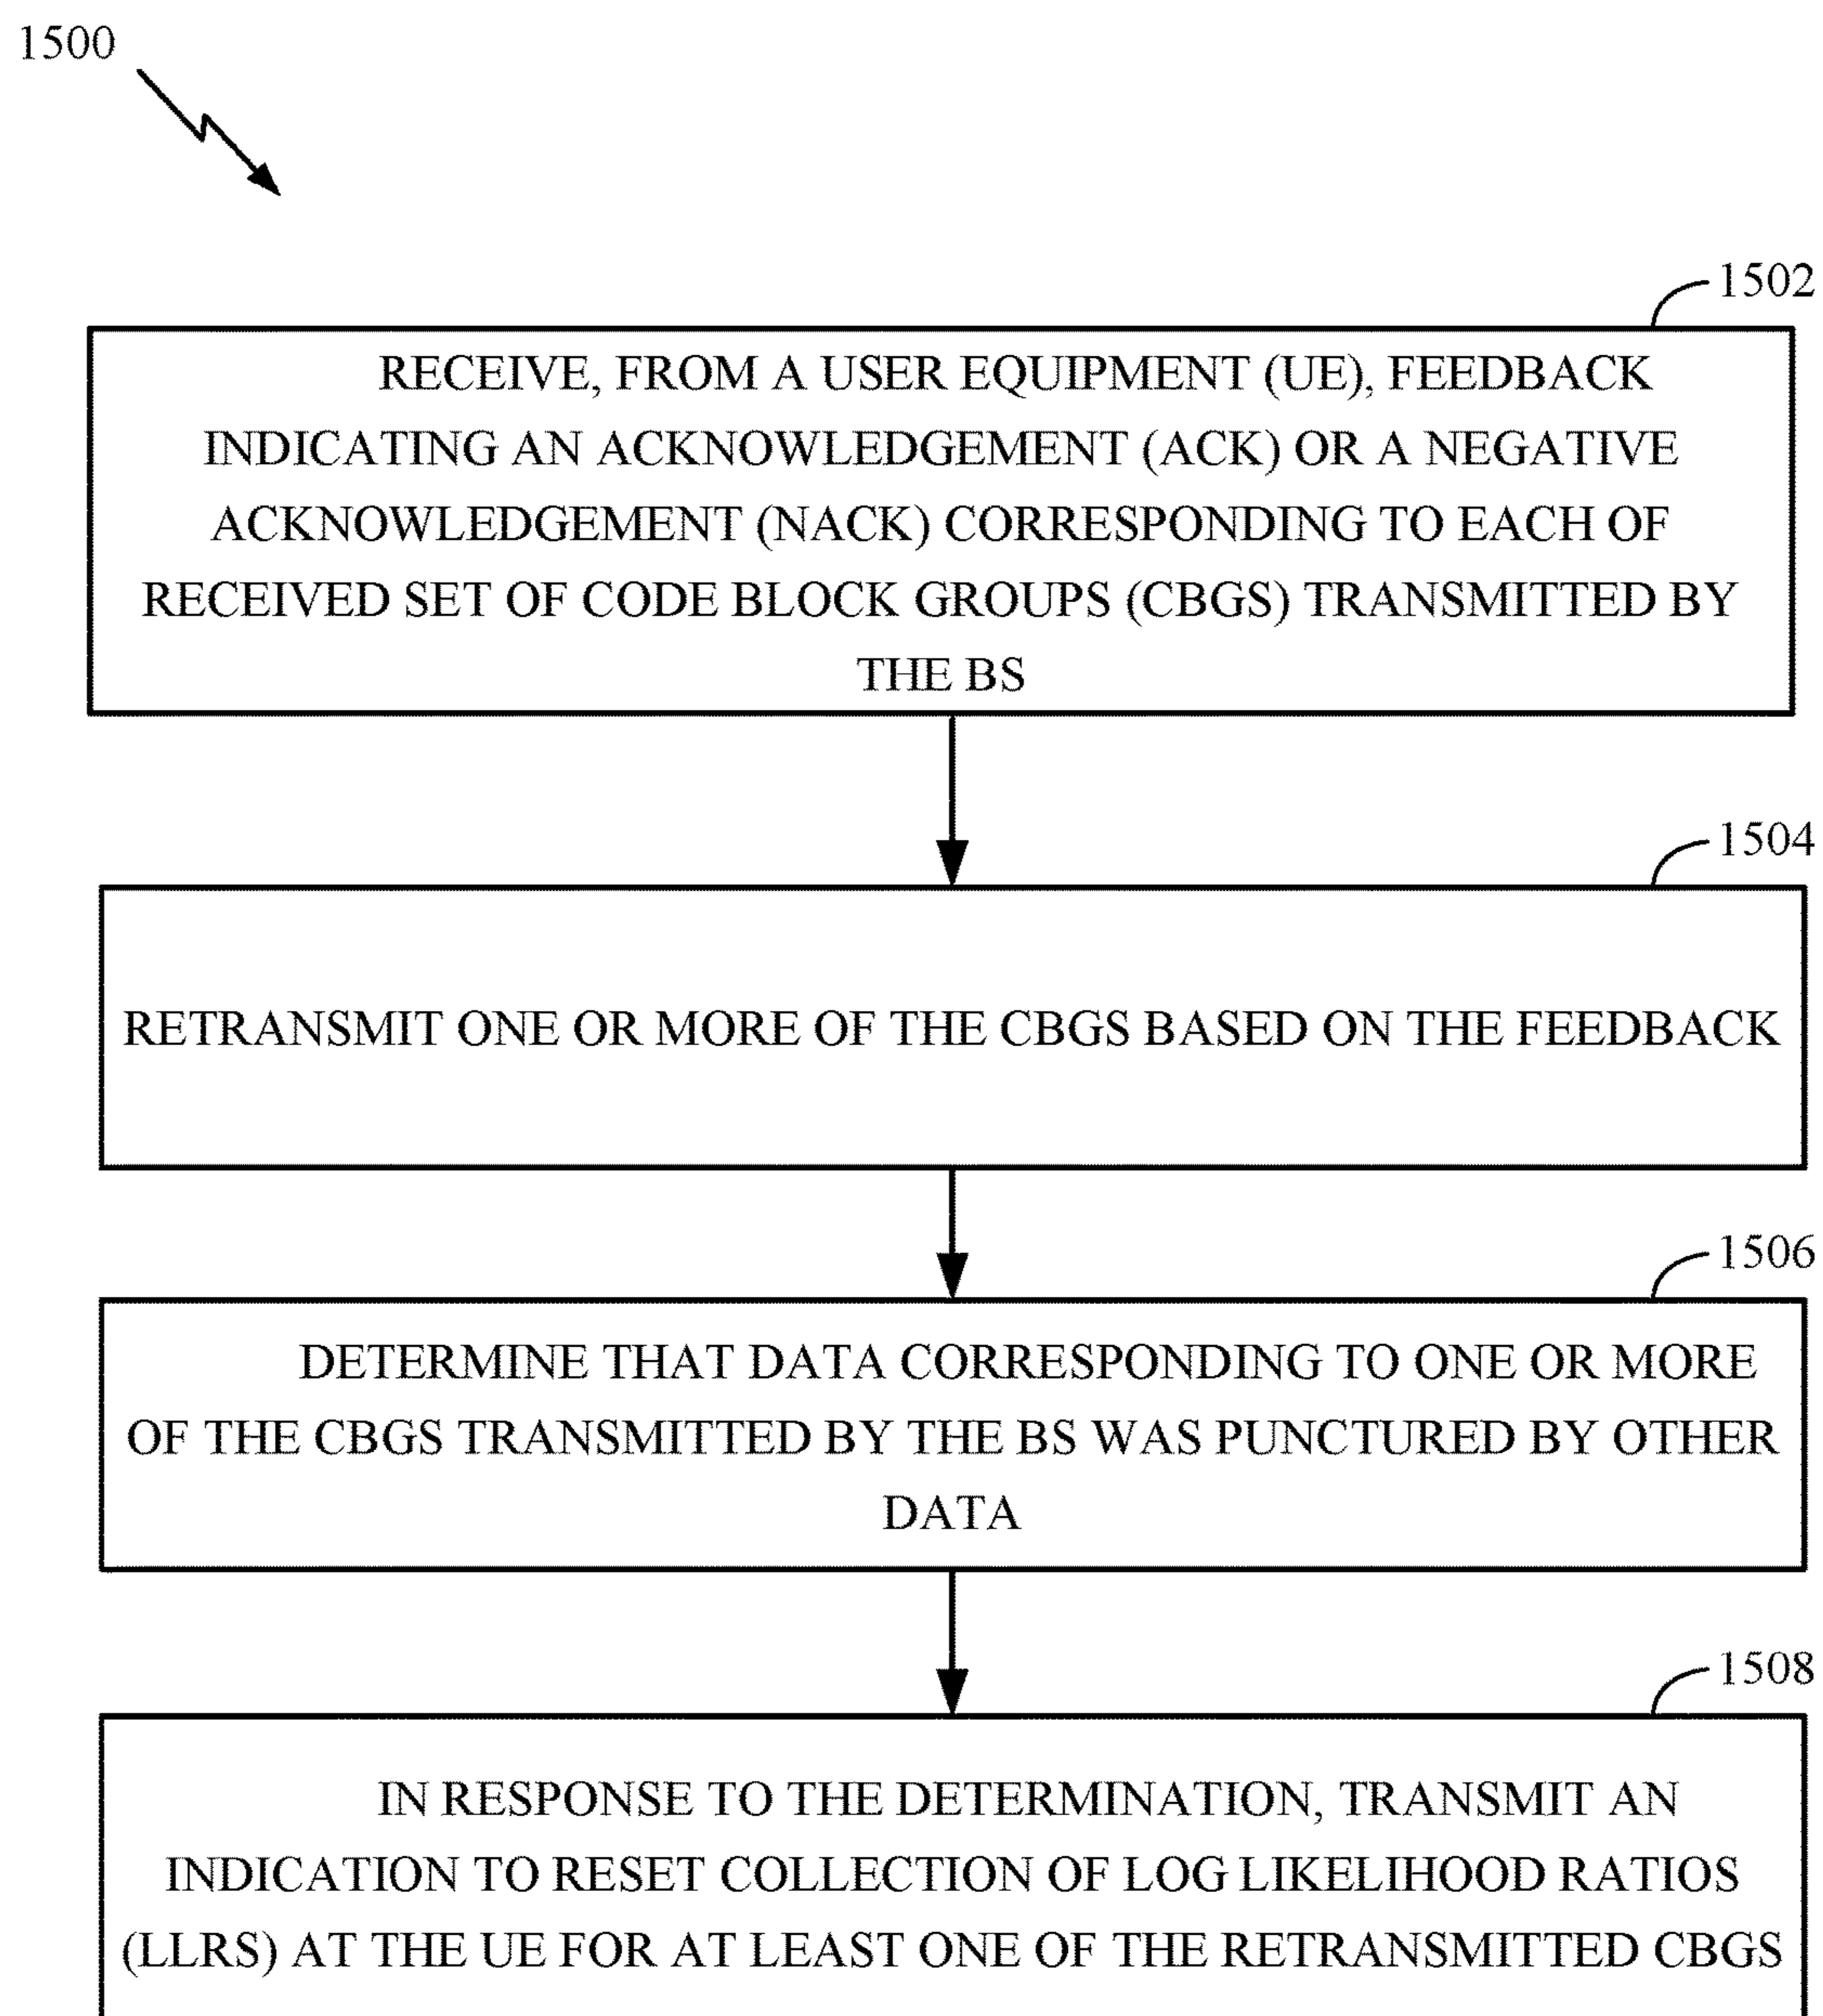 1500
1502
RECEIVE, FROM A USER EQUIPMENT (UE), FEEDBACK
INDICATING AN ACKNOWLEDGEMENT (ACK) OR A NEGATIVE
ACKNOWLEDGEMENT (NACK) CORRESPONDING TO EACH OF
RECEIVED SET OF CODE BLOCK GROUPS (CBGS) TRANSMITTED BY
THE BS
1504
RETRANSMIT ONE OR MORE OF THE CBGS BASED ON THE FEEDBACK
1506
DETERMINE THAT DATA CORRESPONDING TO ONE OR MORE
OF THE CBGS TRANSMITTED BY THE BS WAS PUNCTURED BY OTHER
DATA
1508
IN RESPONSE TO THE DETERMINATION, TRANSMIT AN
INDICATION TO RESET COLLECTION OF LOG LIKELIHOOD RATIOS
(LLRS) AT THE UE FOR AT LEAST ONE OF THE RETRANSMITTED CBGS